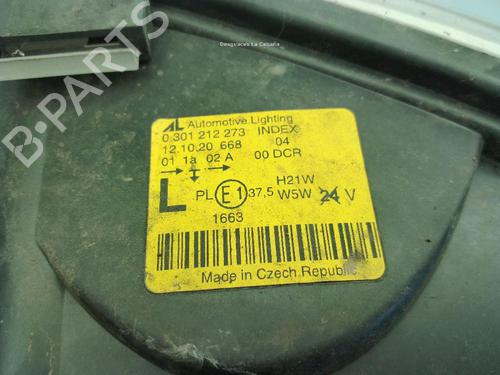 Desguaces La Cabaña
B-PARTS
AL Automotive Lighting
0 301 212 273 INDEX
12.10.20 668 04
01 1a 02 A 00 DCR
L PL E1 37,5 H21W W5W 24 V
1663
Made in Czech Republic